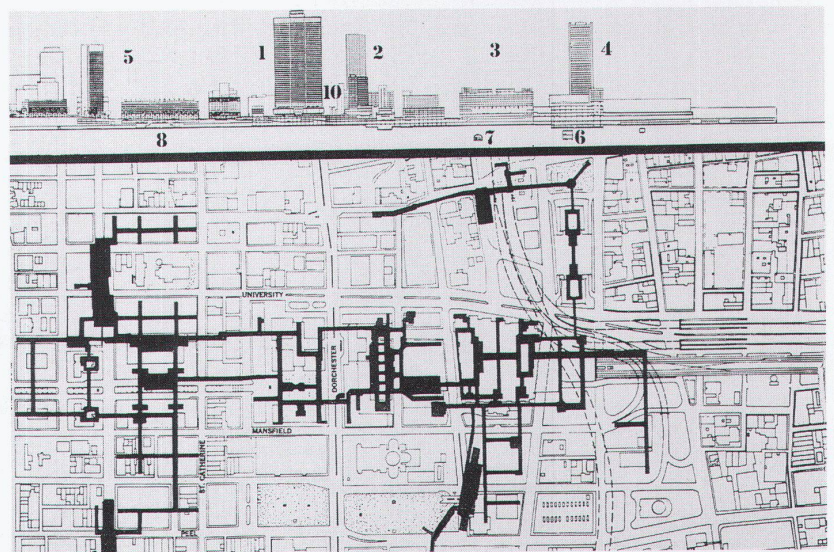 5 1 2 3 4
10
8 7 6
UNIVERSITY
DORCHESTER
MANSFIELD
ST. CATHERINE
PEEL